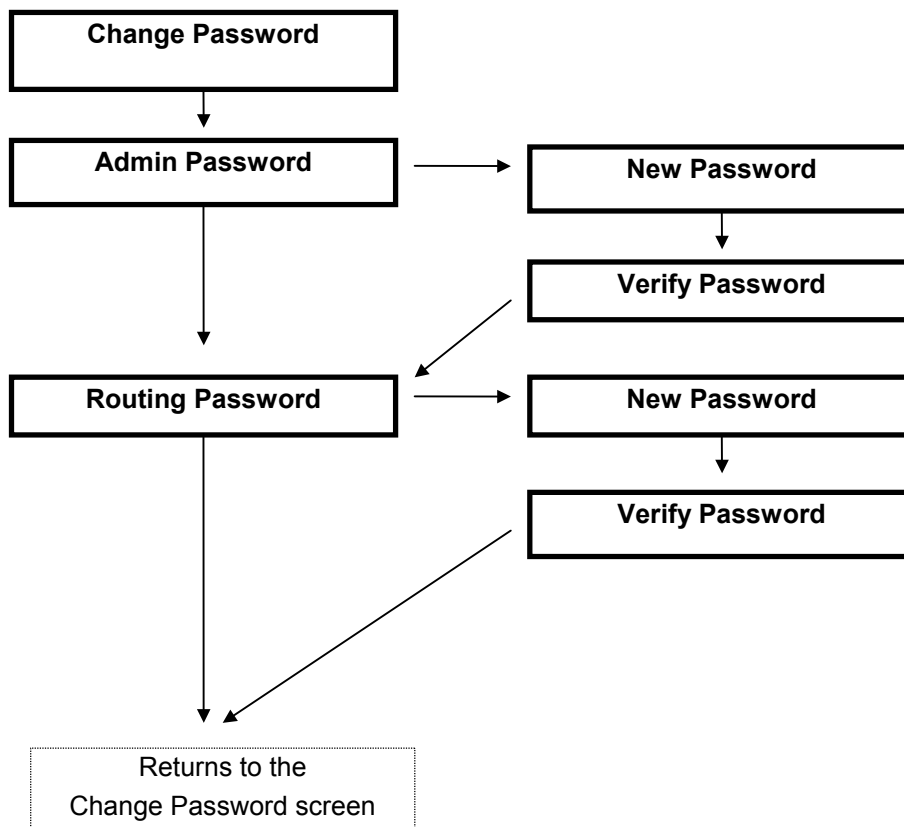 Change Password
Admin Password
New Password
Verify Password
Routing Password
New Password
Verify Password
Returns to the
Change Password screen